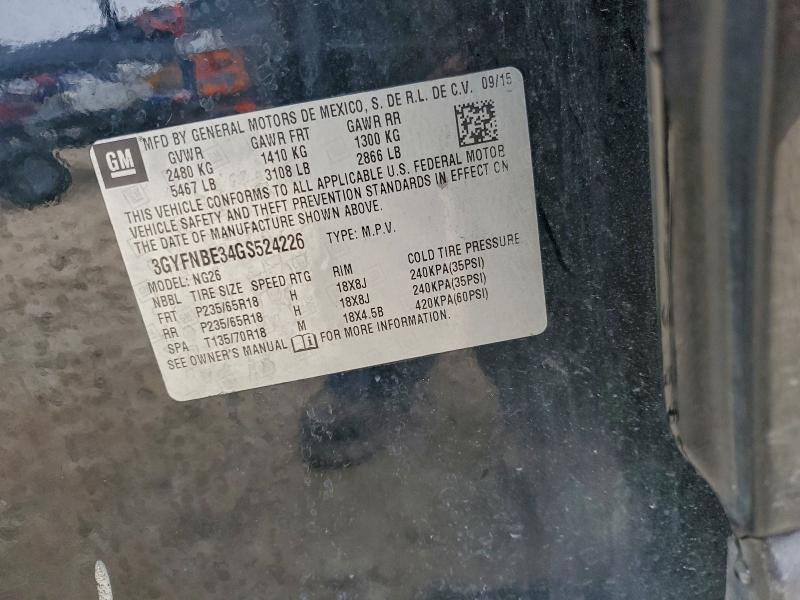 GM
MFD BY GENERAL MOTORS DE MEXICO, S. DE R.L. DE C.V. 09/15
GVWR GAWR FRT GAWR RR
2480 KG 1410 KG 1300 KG
5467 LB 3108 LB 2866 LB
THIS VEHICLE CONFORMS TO ALL APPLICABLE U.S. FEDERAL MOTOR
VEHICLE SAFETY AND THEFT PREVENTION STANDARDS IN EFFECT ON
THE DATE OF MANUFACTURE SHOWN ABOVE.
3GYFNBE34GS524226 TYPE: M.P.V.
MODEL: NG26
NBBL TIRE SIZE SPEED RTG RIM COLD TIRE PRESSURE
FRT P235/65R18 H 18X8J 240KPA(35PSI)
RR P235/65R18 H 18X8J 240KPA(35PSI)
SPA T135/70R18 M 18X4.5B 420KPA(60PSI)
SEE OWNER'S MANUAL FOR MORE INFORMATION.